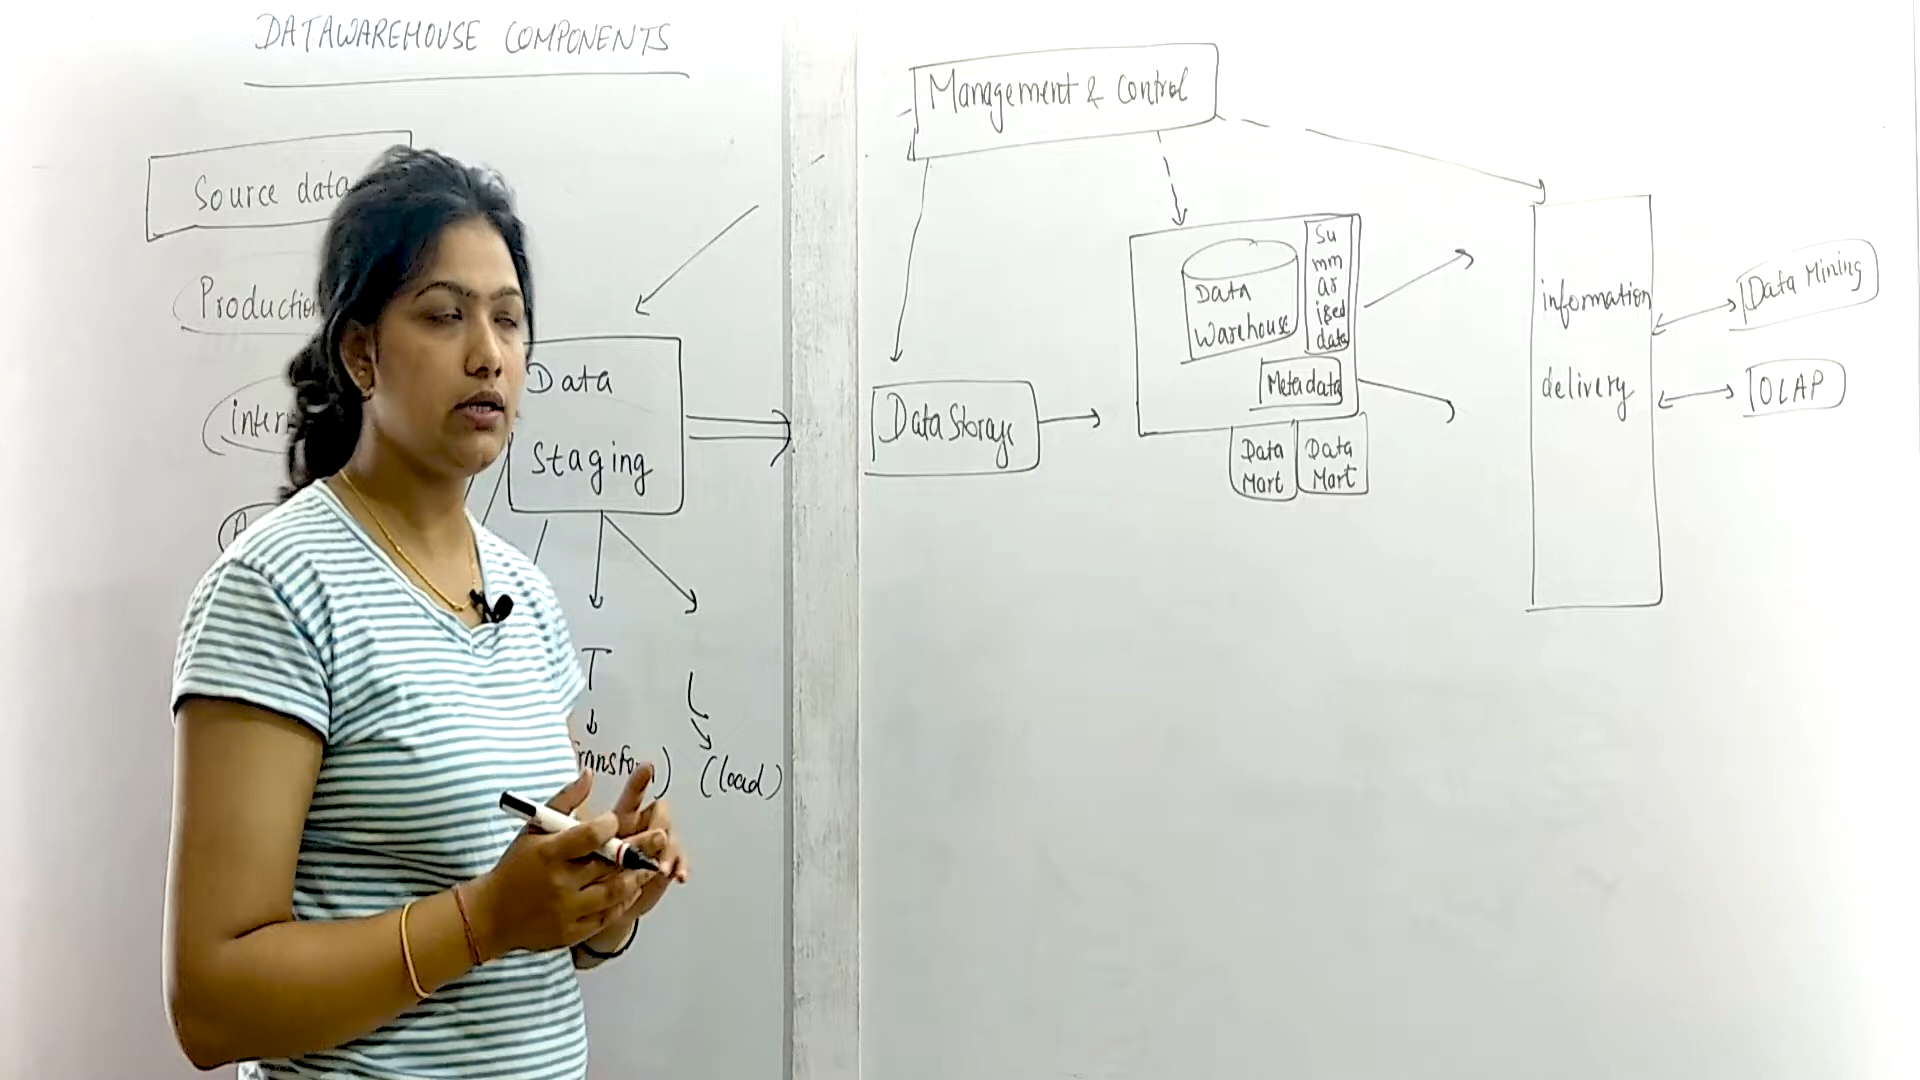 DATAWAREHOUSE COMPONENTS
Source data
Production
Data
Staging
T
L
(load)
Management & Control
Data Storage
Data
Warehouse
Su
mm
ar
ised
data
Metadata
Data
Mart
Data
Mart
information
delivery
Data Mining
OLAP